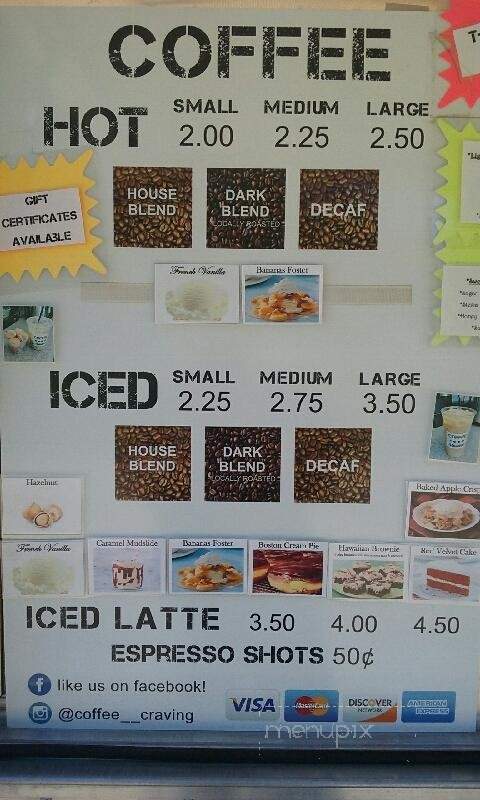 COFFEE
HOT
SMALL MEDIUM LARGE
2.00 2.25 2.50
GIFT
CERTIFICATES
AVAILABLE
HOUSE
BLEND
DARK
BLEND
LOCALLY ROASTED
DECAF
French Vanilla
Bananas Foster
ICED
SMALL MEDIUM LARGE
2.25 2.75 3.50
HOUSE
BLEND
DARK
BLEND
LOCALLY ROASTED
DECAF
Hazelnut
Baked Apple Crisp
French Vanilla
Caramel Mudslide
Bananas Foster
Boston Cream Pie
Hawaiian Brownie
Red Velvet Cake
ICED LATTE 3.50 4.00 4.50
ESPRESSO SHOTS 50¢
like us on facebook!
@coffee__craving
VISA
MasterCard
DISCOVER
NETWORK
AMERICAN
EXPRESS
menupix